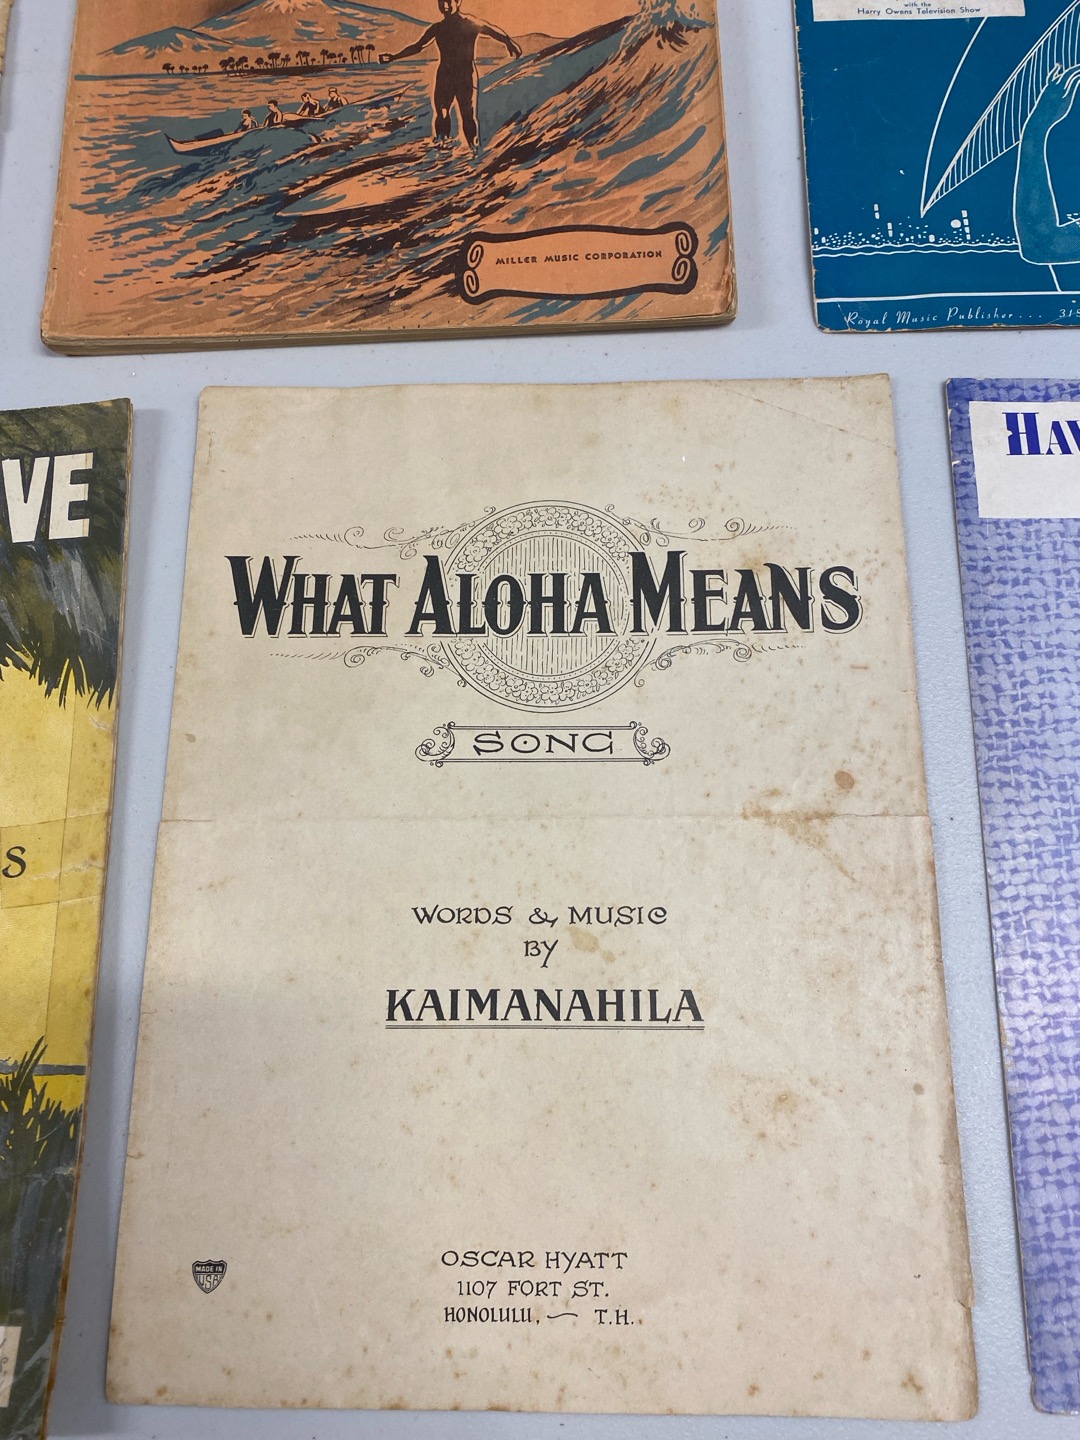 with the
Harry Owens Television Show
MILLER MUSIC CORPORATION
Royal Music Publisher...
VE
S
WHAT ALOHA MEANS
SONG
WORDS & MUSIC
BY
KAIMANAHILA
MADE IN
USA
OSCAR HYATT
1107 FORT ST.
HONOLULU, — T.H.